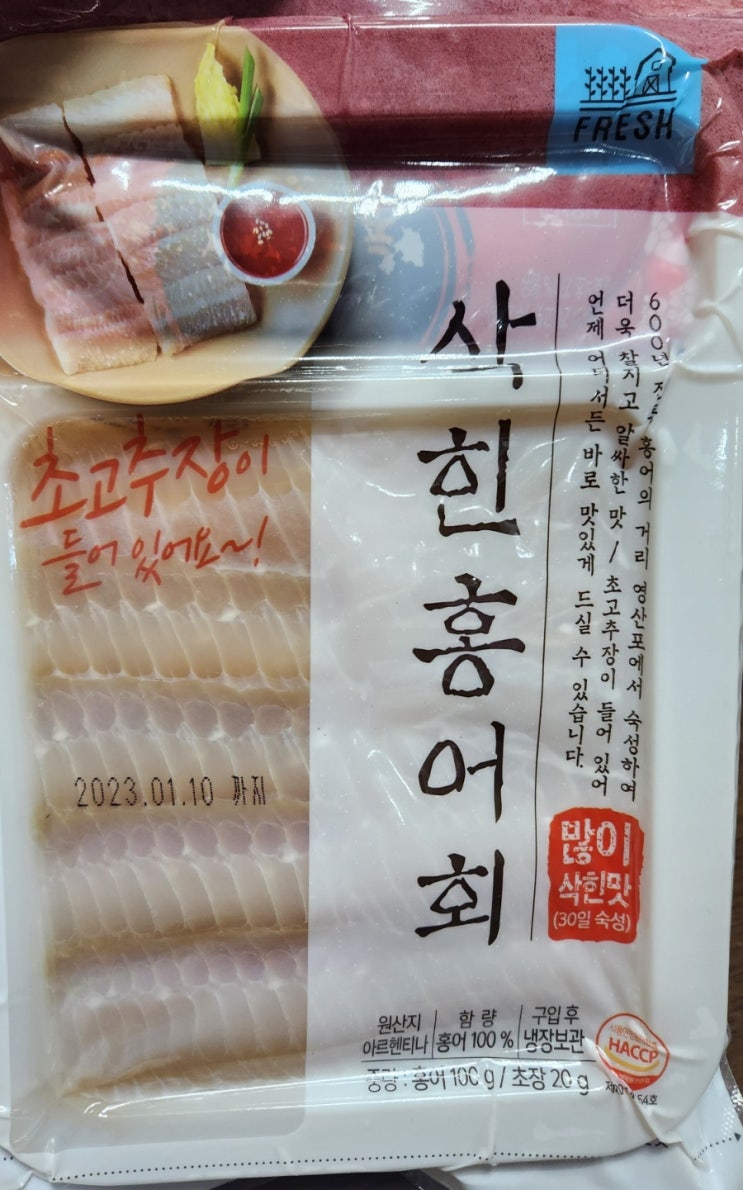 FRESH
삭힌홍어회
600년 전통 홍어의 거리 영산포에서 숙성하여
더욱 찰지고 알싸한 맛 / 초고추장이 들어 있어
언제 어디서든 바로 맛있게 드실 수 있습니다.
초고추장이
들어 있어요~!
2023.01.10 까지
많이
삭힌맛
(30일 숙성)
원산지 함량 구입 후
아르헨티나 홍어 100 % 냉장보관
중량 : 홍어 100 g / 초장 20 g
HACCP